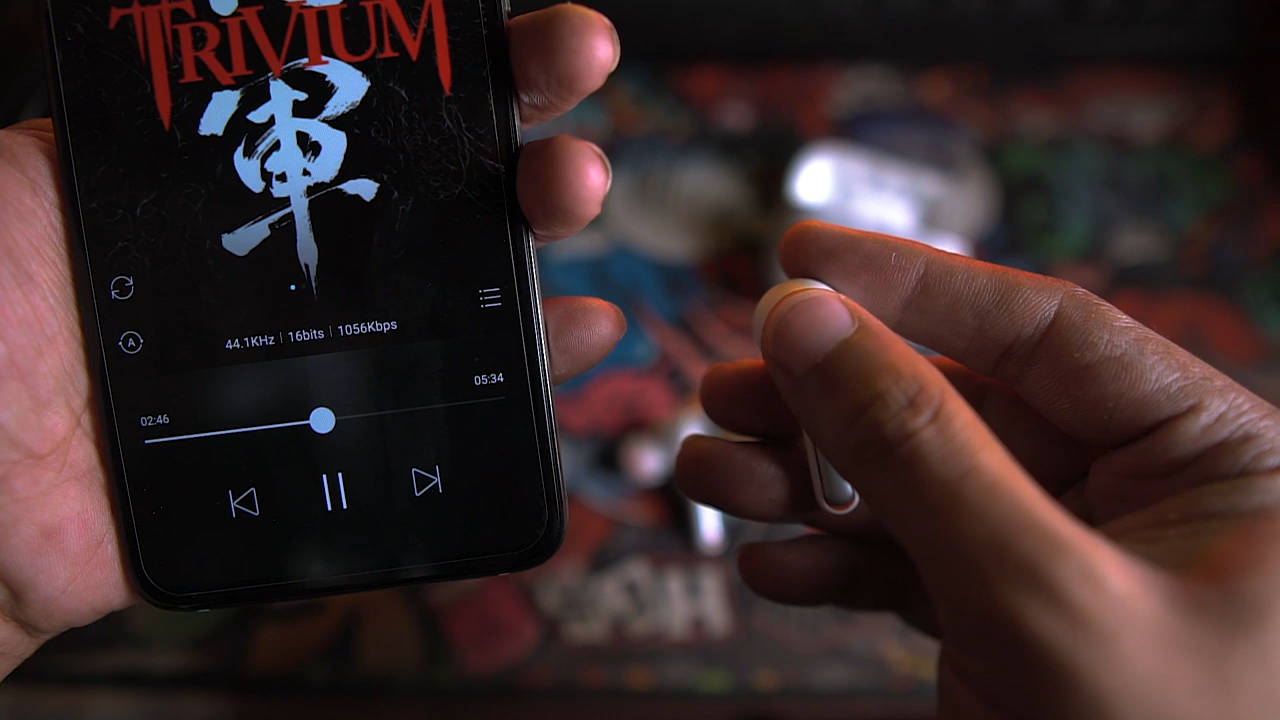 TRIVIUM
軍
44.1KHz | 16bits | 1056Kbps
05:34
02:46